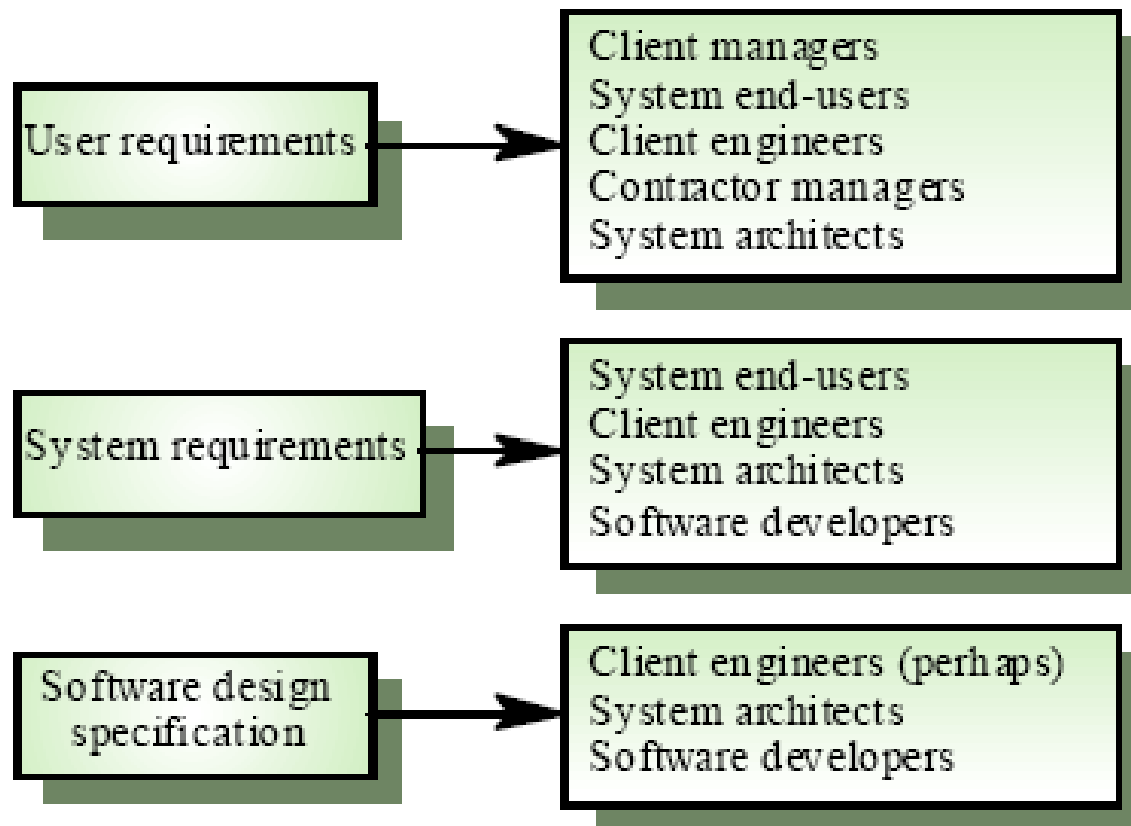 User requirements
Client managers
System end-users
Client engineers
Contractor managers
System architects
System requirements
System end-users
Client engineers
System architects
Software developers
Software design
specification
Client engineers (perhaps)
System architects
Software developers